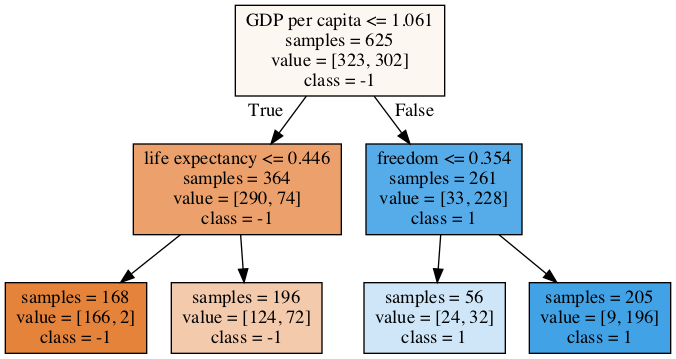 GDP per capita <= 1.061
samples = 625
value = [323, 302]
class = -1
True
False
life expectancy <= 0.446
samples = 364
value = [290, 74]
class = -1
freedom <= 0.354
samples = 261
value = [33, 228]
class = 1
samples = 168
value = [166, 2]
class = -1
samples = 196
value = [124, 72]
class = -1
samples = 56
value = [24, 32]
class = 1
samples = 205
value = [9, 196]
class = 1